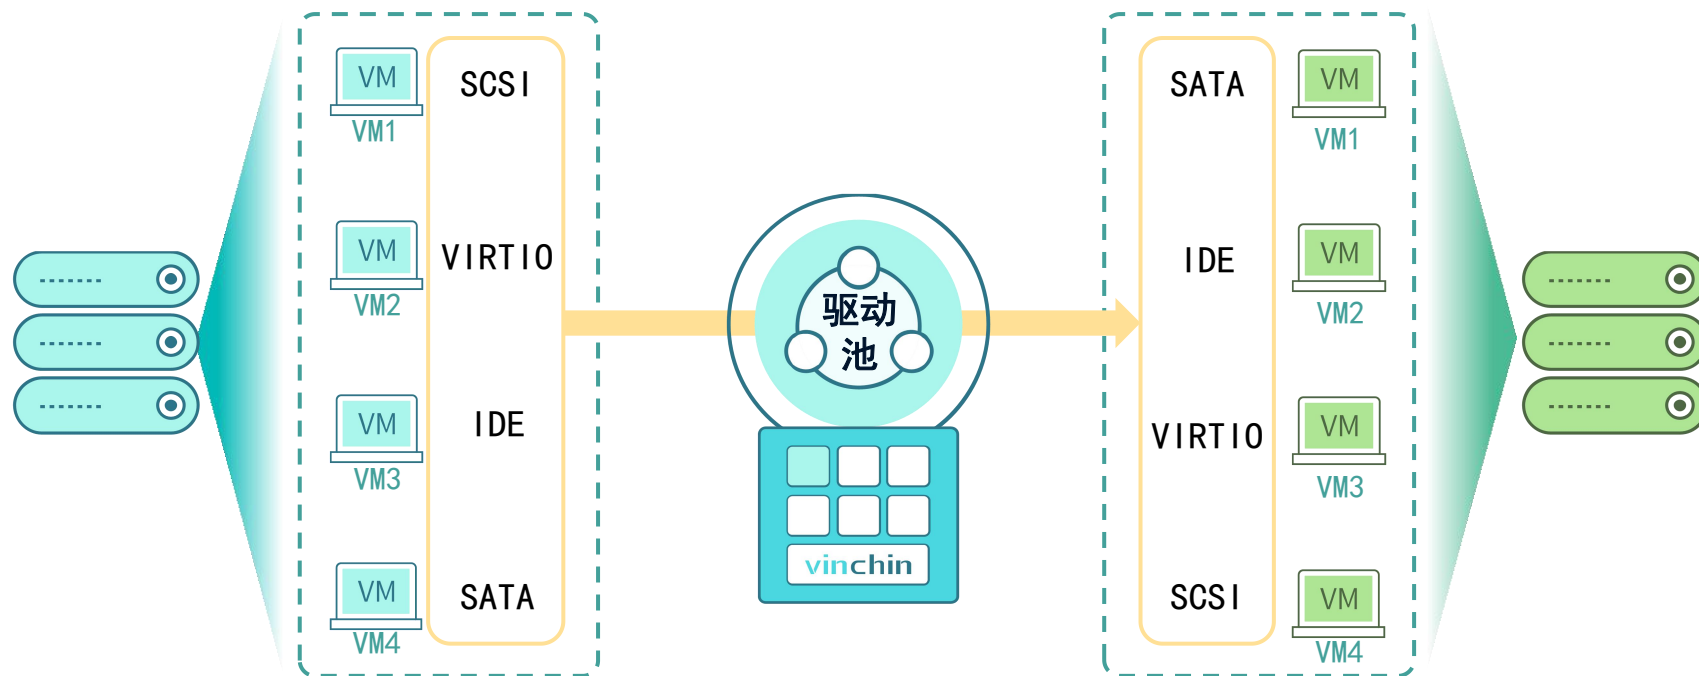 VM
VM1
SCSI
VM
VM2
VIRTIO
VM
VM3
IDE
VM
VM4
SATA
驱动
池
vinchin
SATA
VM
VM1
IDE
VM
VM2
VIRTIO
VM
VM3
SCSI
VM
VM4